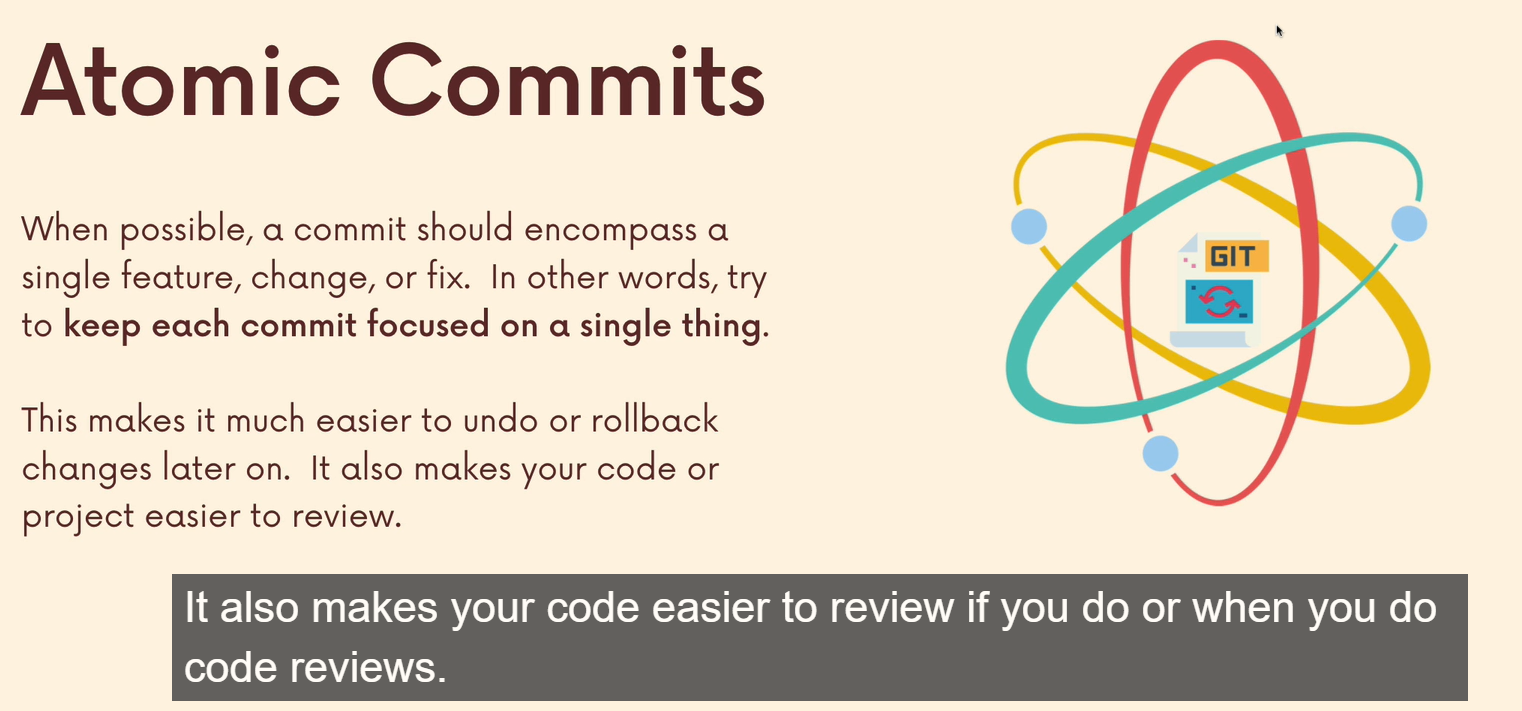 Atomic Commits
When possible, a commit should encompass a
single feature, change, or fix.  In other words, try
to keep each commit focused on a single thing.
This makes it much easier to undo or rollback
changes later on.  It also makes your code or
project easier to review.
GIT
It also makes your code easier to review if you do or when you do
code reviews.